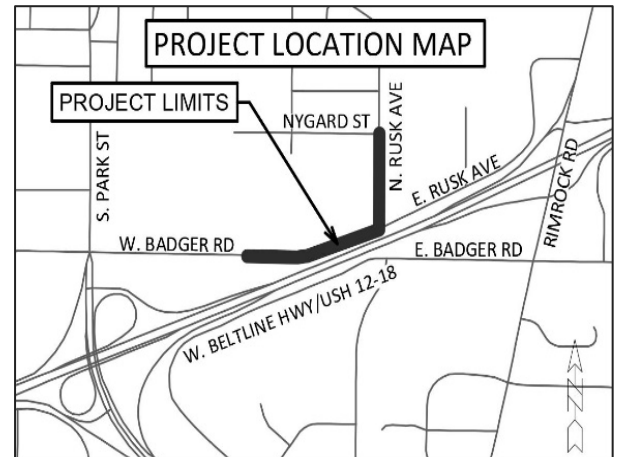 PROJECT LOCATION MAP
PROJECT LIMITS
NYGARD ST
N. RUSK AVE
S. PARK ST
E. RUSK AVE
RIMROCK RD
W. BADGER RD
E. BADGER RD
W. BELTLINE HWY/USH 12-18
N